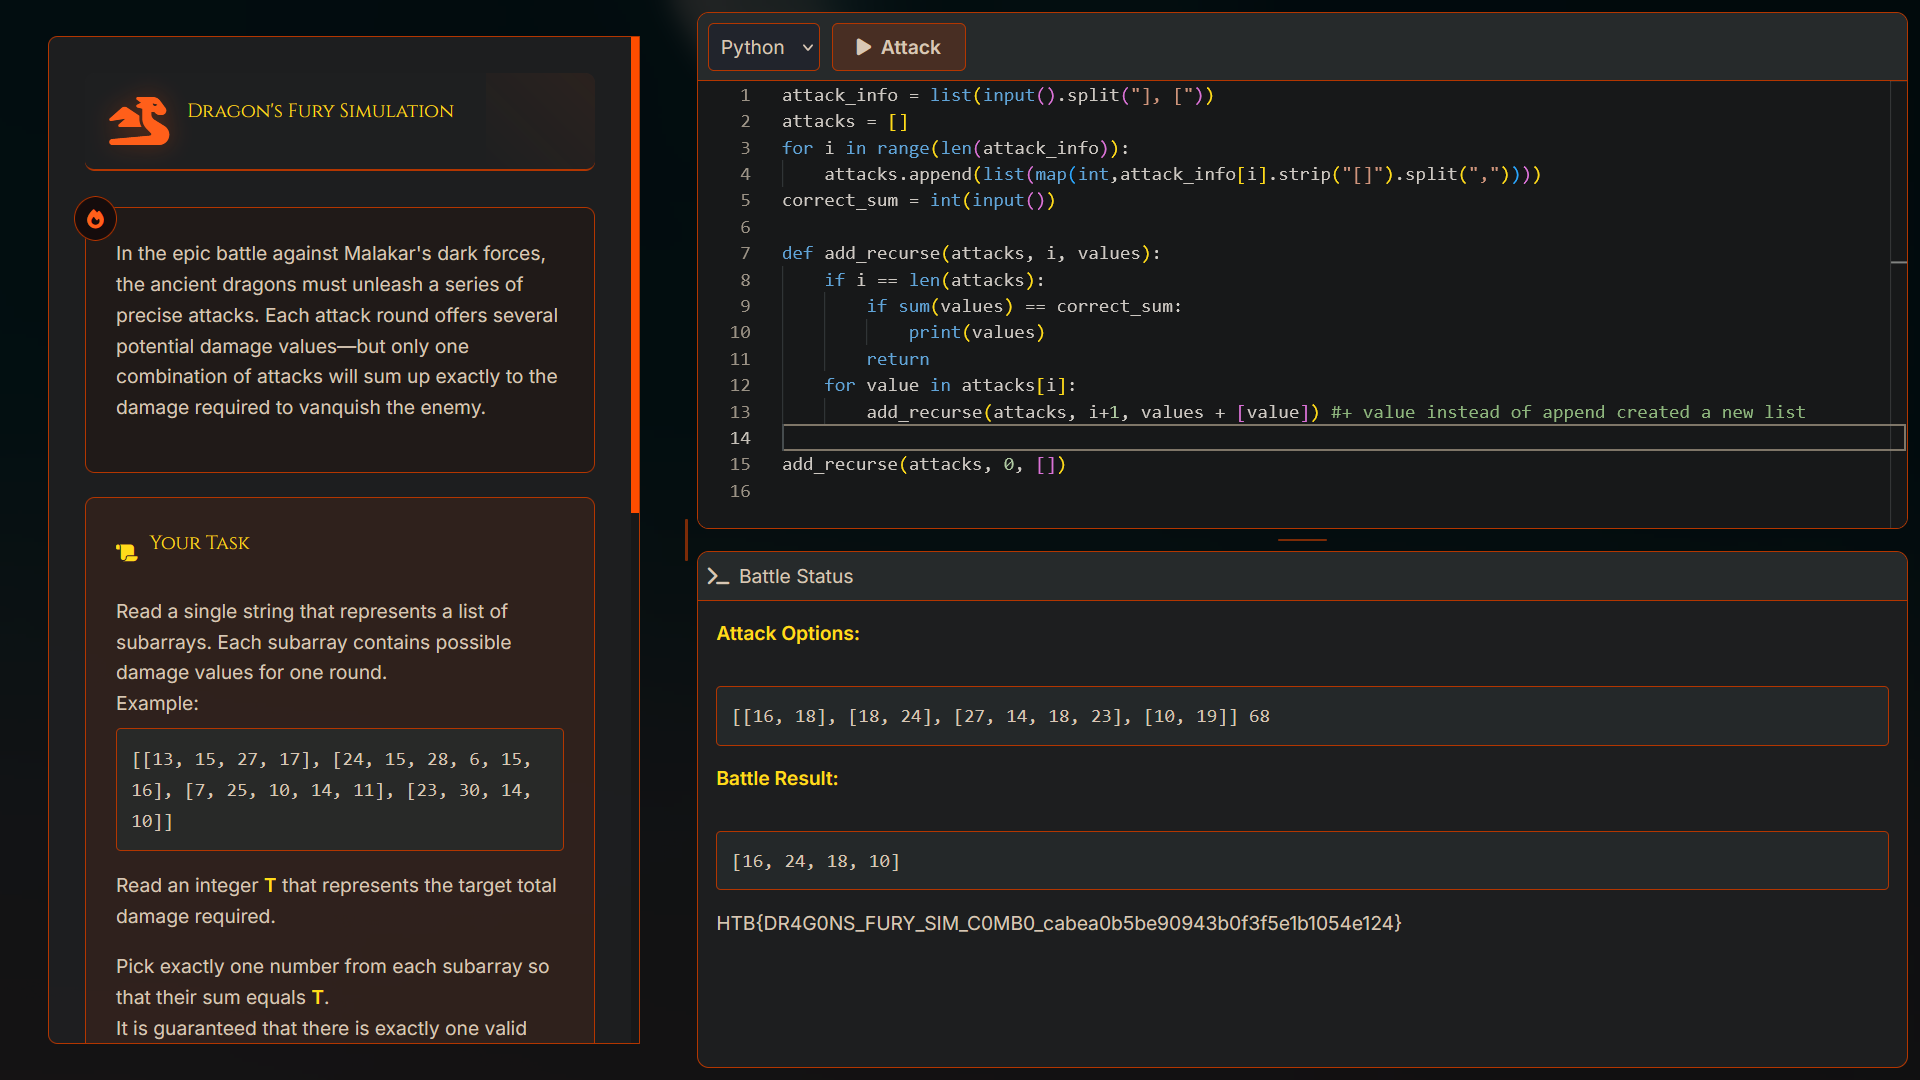 Dragon's Fury Simulation
In the epic battle against Malakar's dark forces,
the ancient dragons must unleash a series of
precise attacks. Each attack round offers several
potential damage values—but only one
combination of attacks will sum up exactly to the
damage required to vanquish the enemy.
Your Task
Read a single string that represents a list of
subarrays. Each subarray contains possible
damage values for one round.
Example:
[[13, 15, 27, 17], [24, 15, 28, 6, 15,
16], [7, 25, 10, 14, 11], [23, 30, 14,
10]]
Read an integer T that represents the target total
damage required.
Pick exactly one number from each subarray so
that their sum equals T.
It is guaranteed that there is exactly one valid
Python
Attack
1 attack_info = list(input().split("], ["))
2 attacks = []
3 for i in range(len(attack_info)):
4     attacks.append(list(map(int,attack_info[i].strip("[]").split(","))))
5 correct_sum = int(input())
6
7 def add_recurse(attacks, i, values):
8     if i == len(attacks):
9         if sum(values) == correct_sum:
10             print(values)
11         return
12     for value in attacks[i]:
13         add_recurse(attacks, i+1, values + [value]) #+ value instead of append created a new list
14
15 add_recurse(attacks, 0, [])
16
Battle Status
Attack Options:
[[16, 18], [18, 24], [27, 14, 18, 23], [10, 19]] 68
Battle Result:
[16, 24, 18, 10]
HTB{DR4G0NS_FURY_SIM_C0MB0_cabea0b5be90943b0f3f5e1b1054e124}